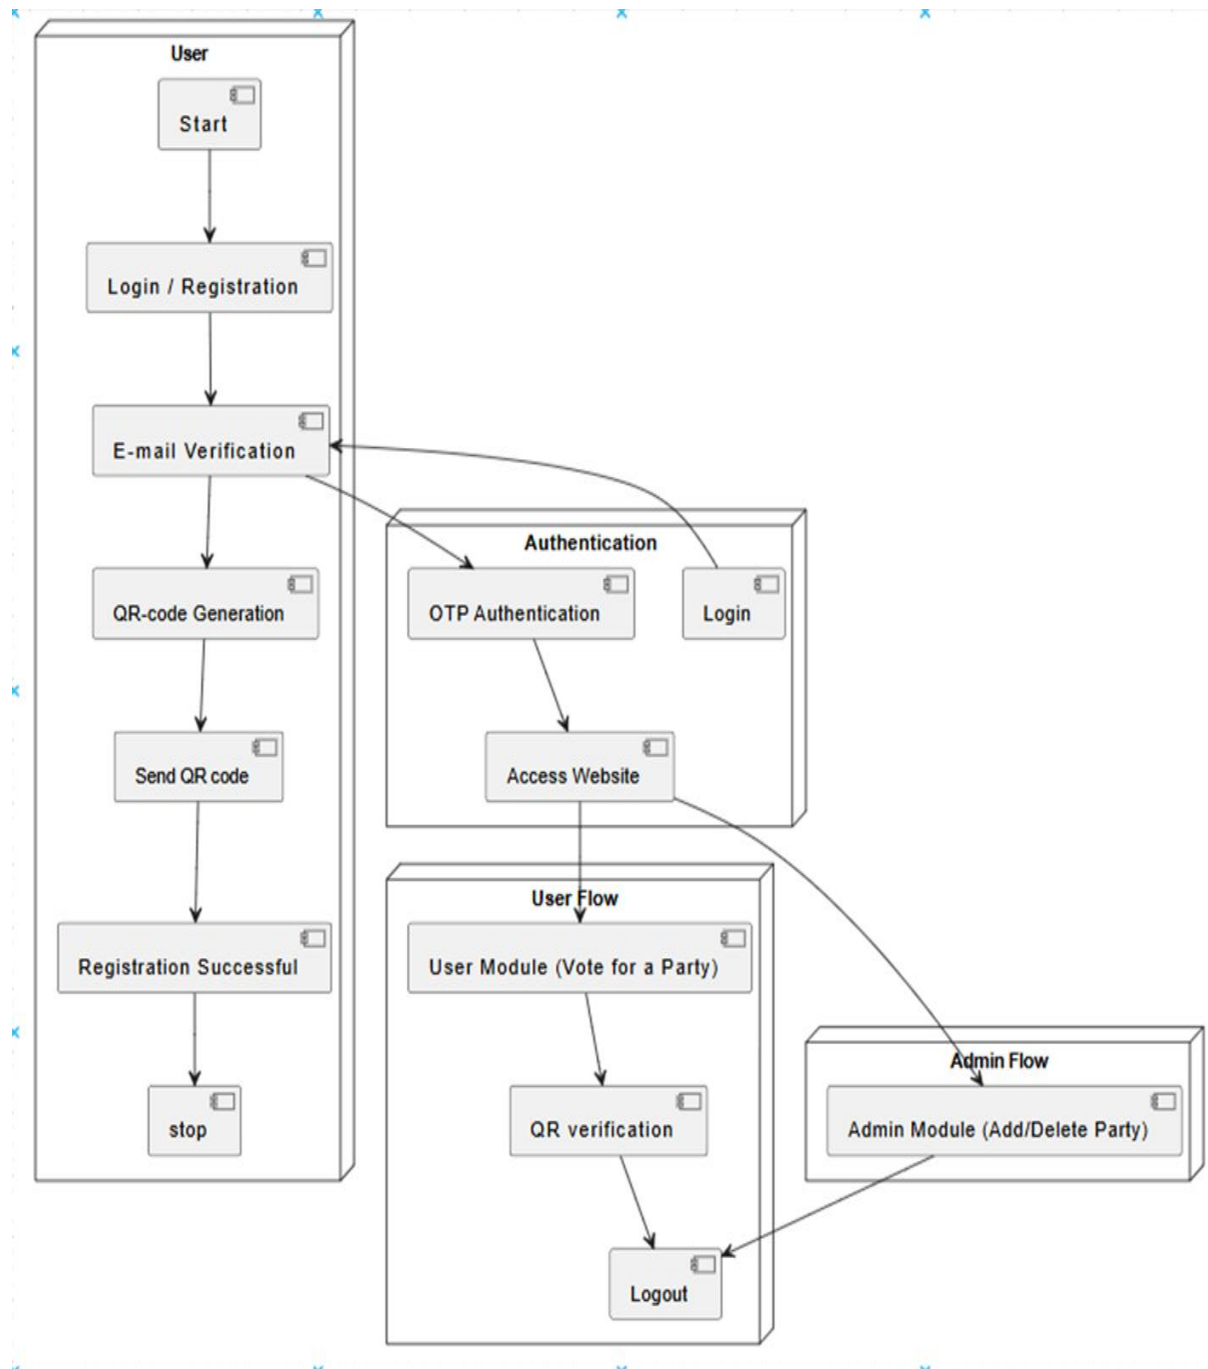 User
Start
Login / Registration
E-mail Verification
QR-code Generation
Send QR code
Registration Successful
stop
Authentication
OTP Authentication
Login
Access Website
User Flow
User Module (Vote for a Party)
QR verification
Logout
Admin Flow
Admin Module (Add/Delete Party)